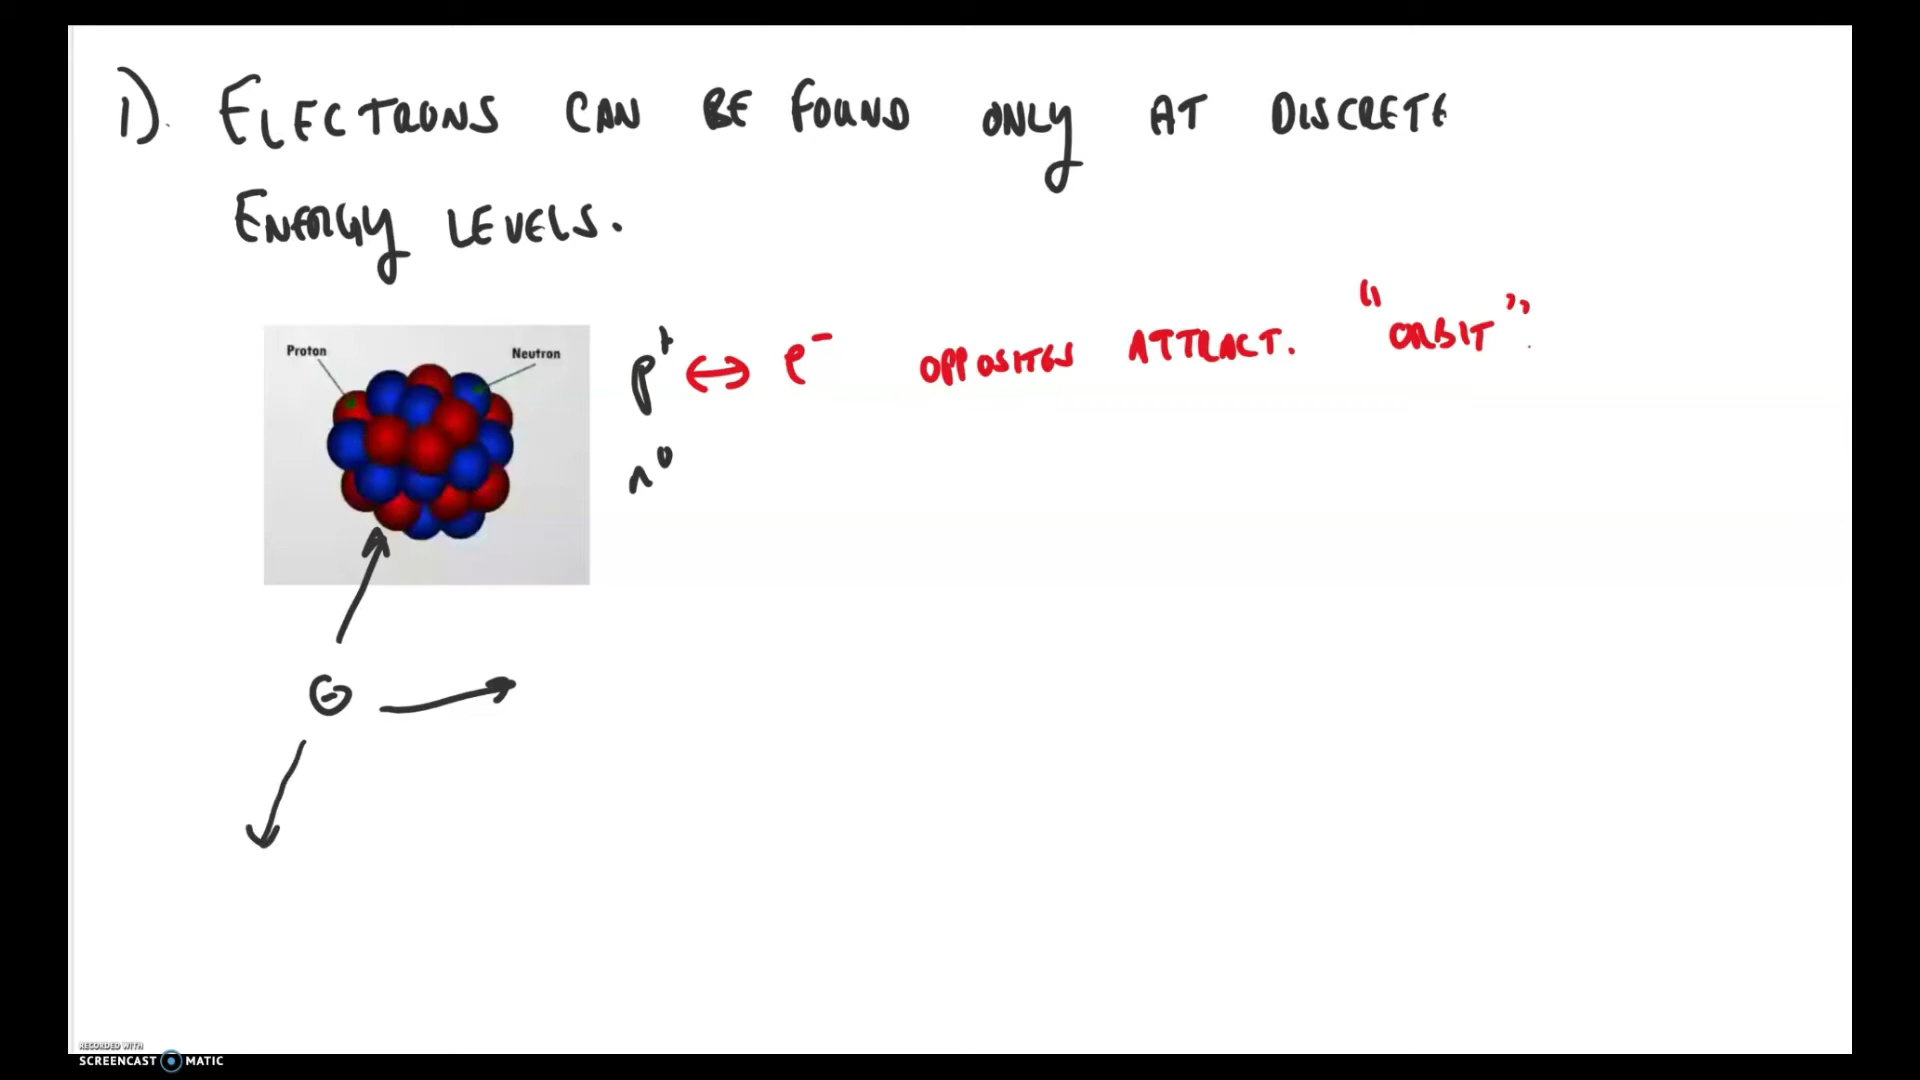 1). ELECTRONS CAN BE FOUND ONLY AT DISCRETE
ENERGY LEVELS.
Proton
Neutron
p+ ↔ e- OPPOSITES ATTRACT. "ORBIT".
n0
RECORDED WITH
SCREENCAST MATIC